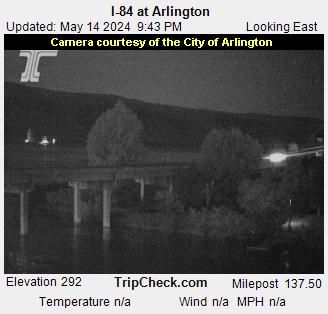 I-84 at Arlington
Updated: May 14 2024 9:43 PM Looking East
Camera courtesy of the City of Arlington
Elevation 292 TripCheck.com Milepost 137.50
Temperature n/a Wind n/a MPH n/a